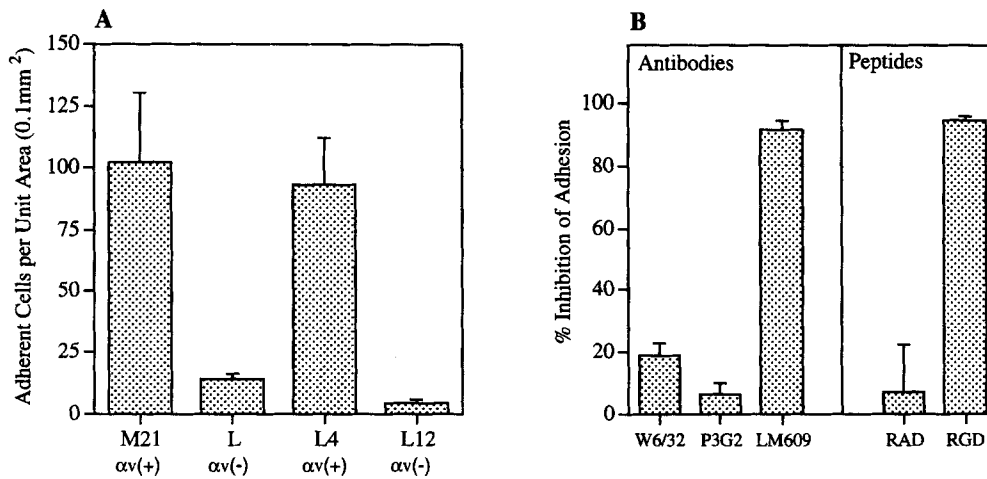 A
Adherent Cells per Unit Area (0.1mm²)
150
125
100
75
50
25
0
M21 L L4 L12
αv(+) αv(-) αv(+) αv(-)
B
% Inhibition of Adhesion
Antibodies Peptides
100
80
60
40
20
0
W6/32 P3G2 LM609 RAD RGD